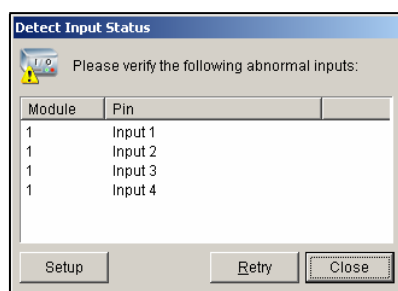 Detect Input Status
I/O
Please verify the following abnormal inputs:
Module Pin
1 Input 1
1 Input 2
1 Input 3
1 Input 4
Setup Retry Close